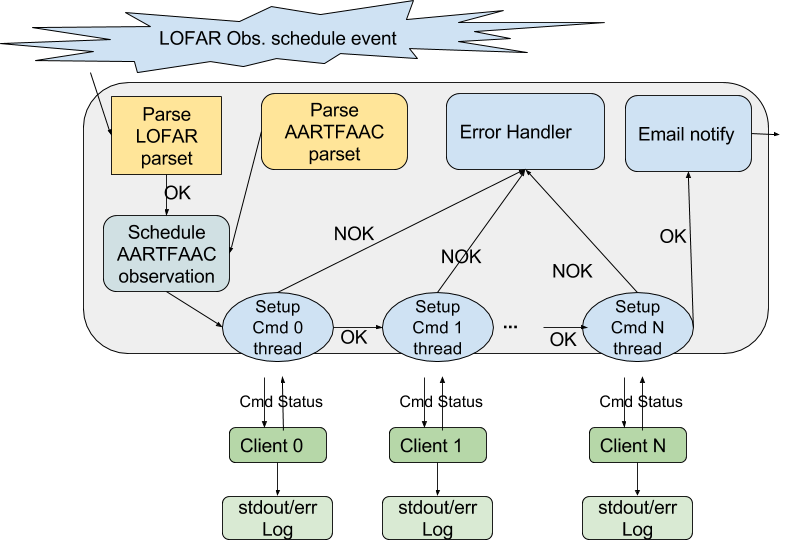 LOFAR Obs. schedule event
Parse
LOFAR
parset
Parse
AARTFAAC
parset
Error Handler
Email notify
OK
Schedule
AARTFAAC
observation
NOK
NOK
NOK
OK
Setup
Cmd 0
thread
OK
Setup
Cmd 1
thread
...
OK
Setup
Cmd N
thread
Cmd Status
Cmd Status
Cmd Status
Client 0
Client 1
Client N
stdout/err
Log
stdout/err
Log
stdout/err
Log